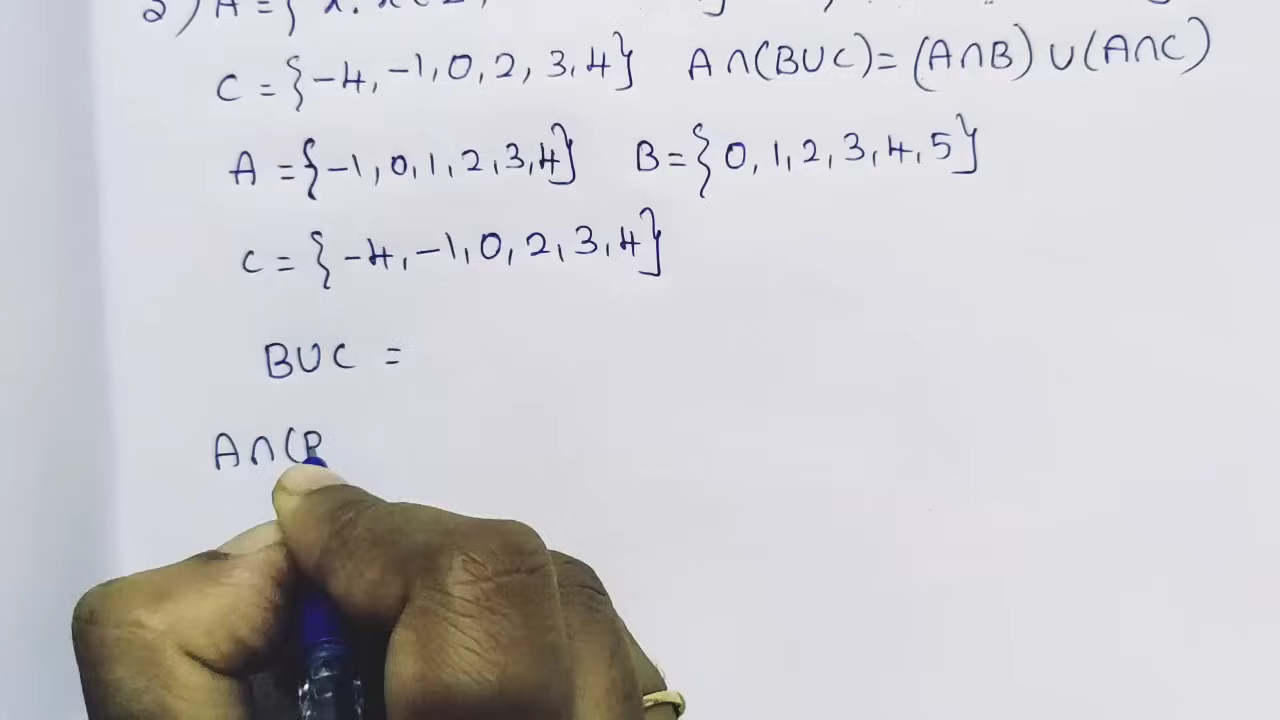 2) A = { x : x
C = {-4, -1, 0, 2, 3, 4} A∩(B∪C) = (A∩B) ∪ (A∩C)
A = {-1, 0, 1, 2, 3, 4} B = {0, 1, 2, 3, 4, 5}
C = {-4, -1, 0, 2, 3, 4}
B∪C =
A∩(B